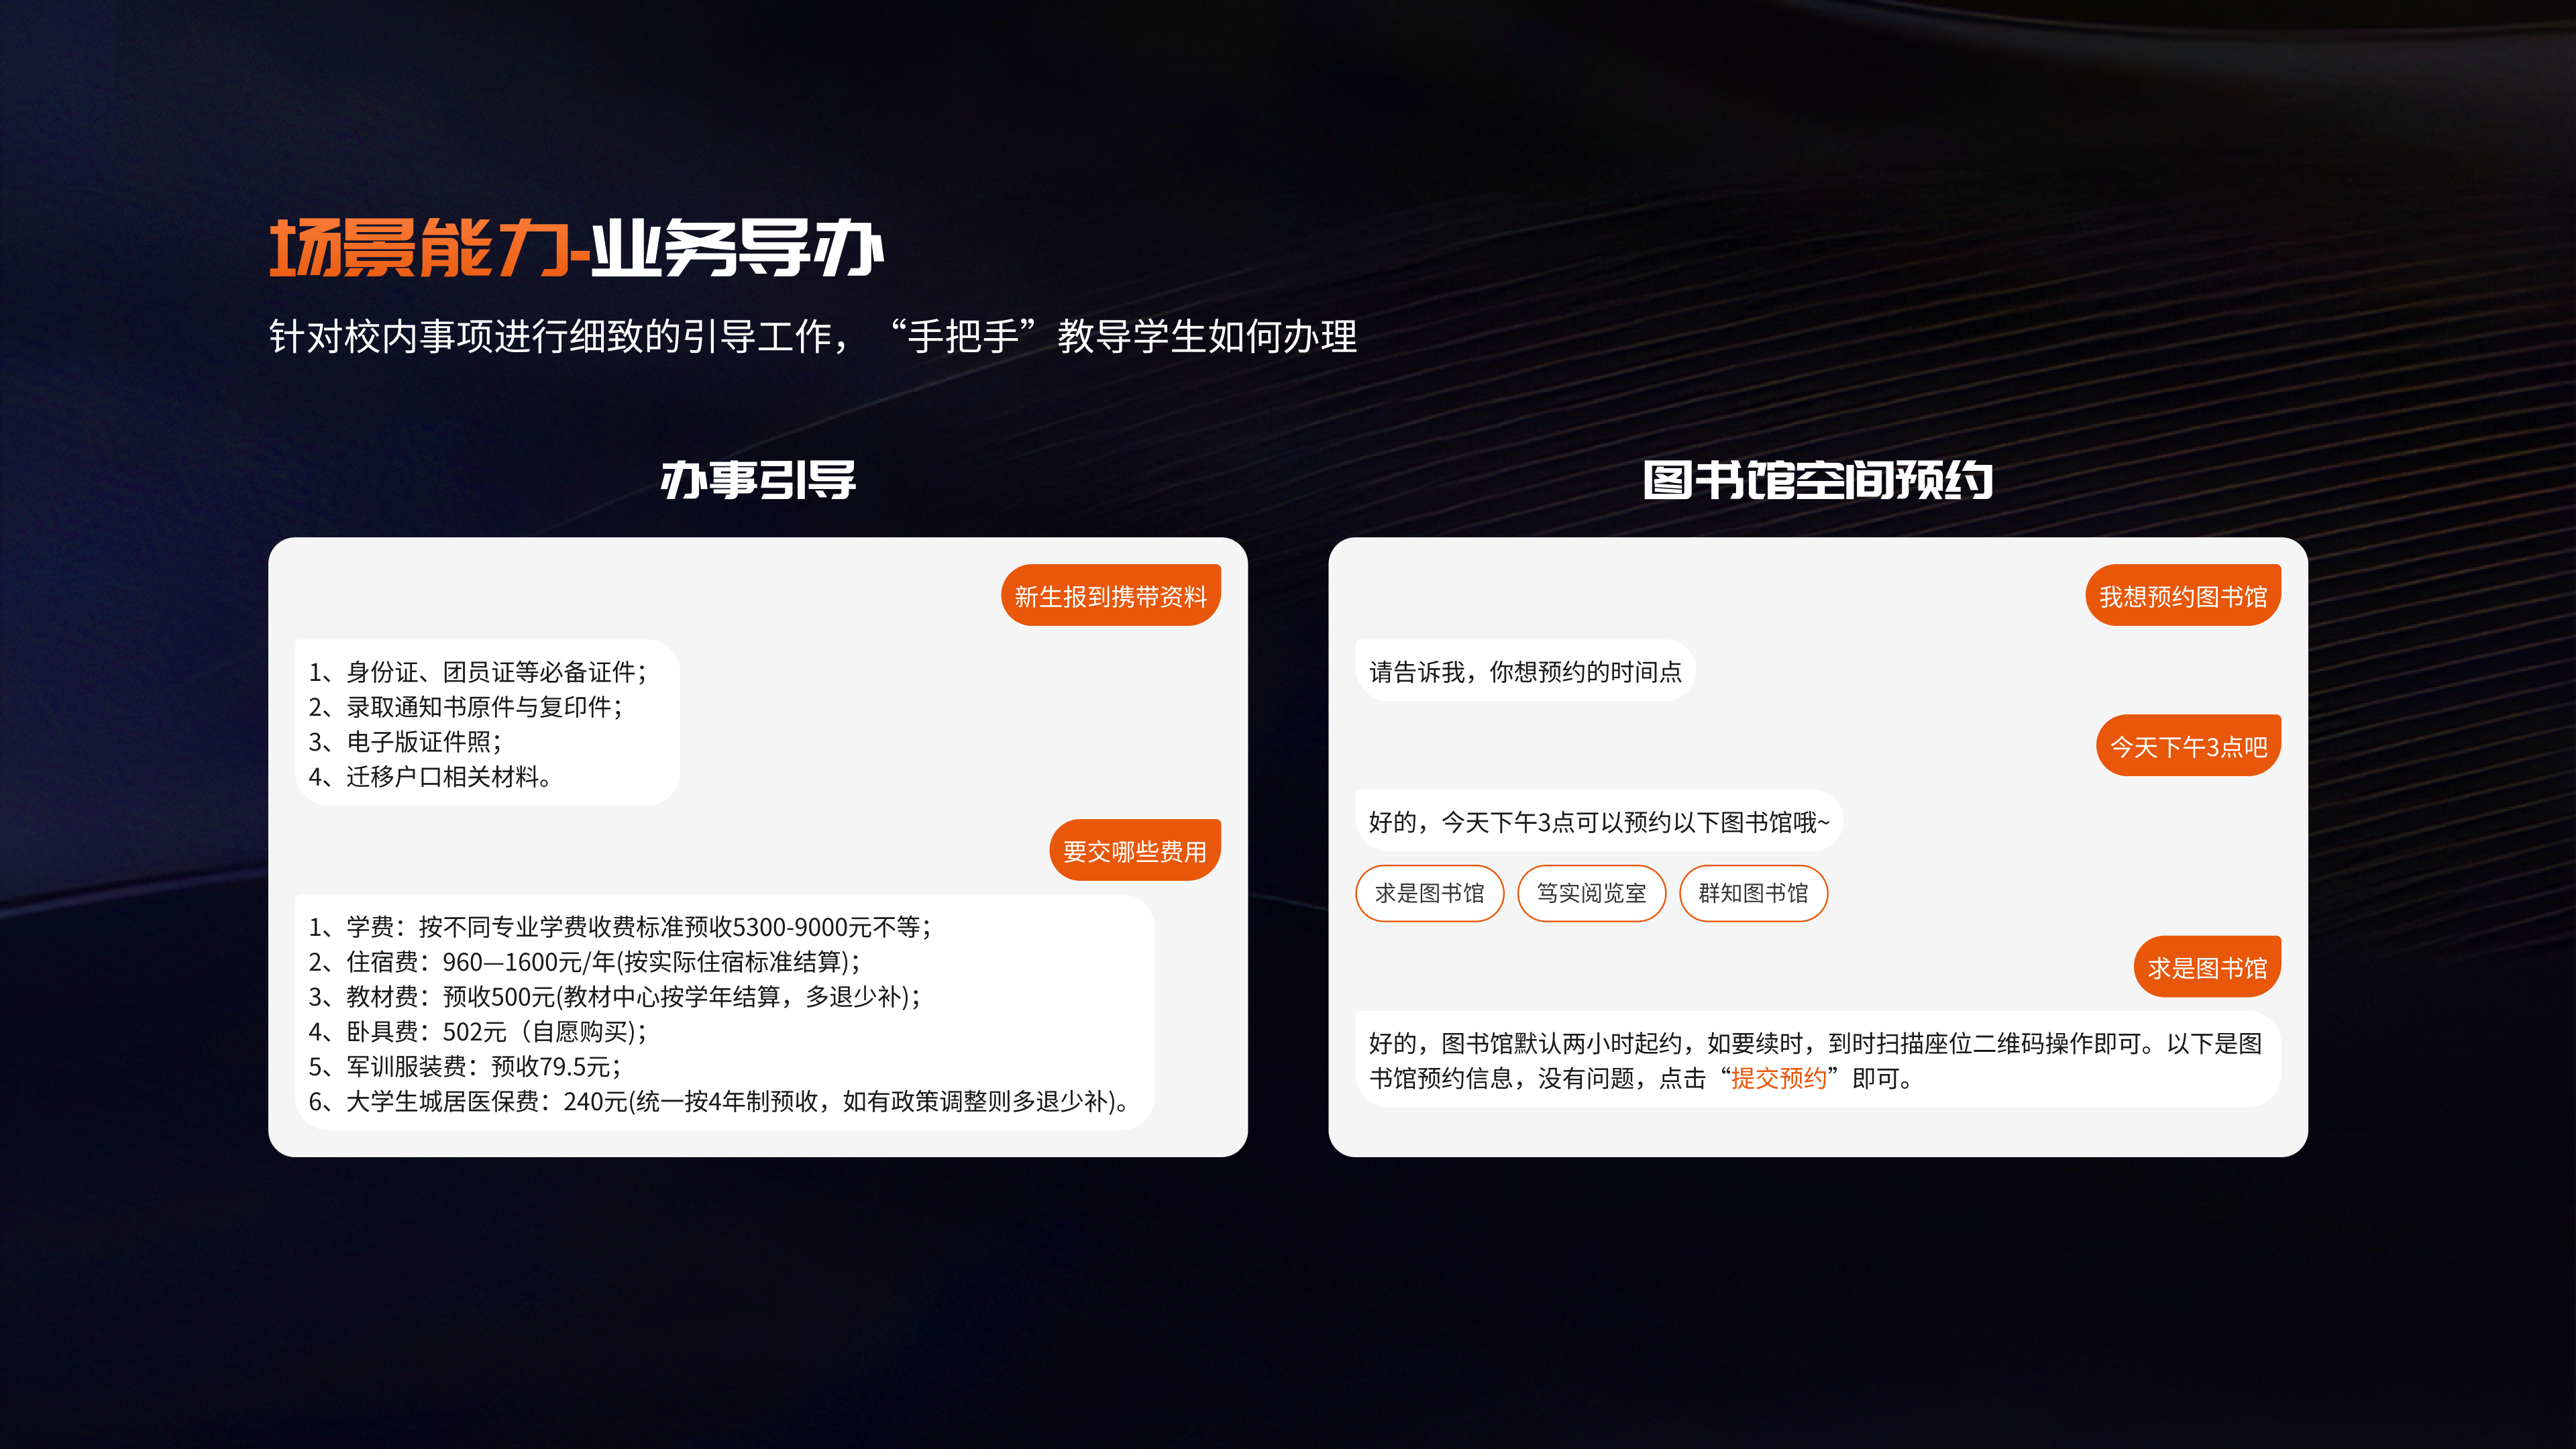 场景能力-业务导办
针对校内事项进行细致的引导工作，“手把手”教导学生如何办理
办事引导
新生报到携带资料
1、身份证、团员证等必备证件；
2、录取通知书原件与复印件；
3、电子版证件照；
4、迁移户口相关材料。
要交哪些费用
1、学费：按不同专业学费收费标准预收5300-9000元不等；
2、住宿费：960—1600元/年(按实际住宿标准结算)；
3、教材费：预收500元(教材中心按学年结算，多退少补)；
4、卧具费：502元（自愿购买)；
5、军训服装费：预收79.5元；
6、大学生城居医保费：240元(统一按4年制预收，如有政策调整则多退少补)。
图书馆空间预约
我想预约图书馆
请告诉我，你想预约的时间点
今天下午3点吧
好的，今天下午3点可以预约以下图书馆哦~
求是图书馆
笃实阅览室
群知图书馆
求是图书馆
好的，图书馆默认两小时起约，如要续时，到时扫描座位二维码操作即可。以下是图
书馆预约信息，没有问题，点击“提交预约”即可。